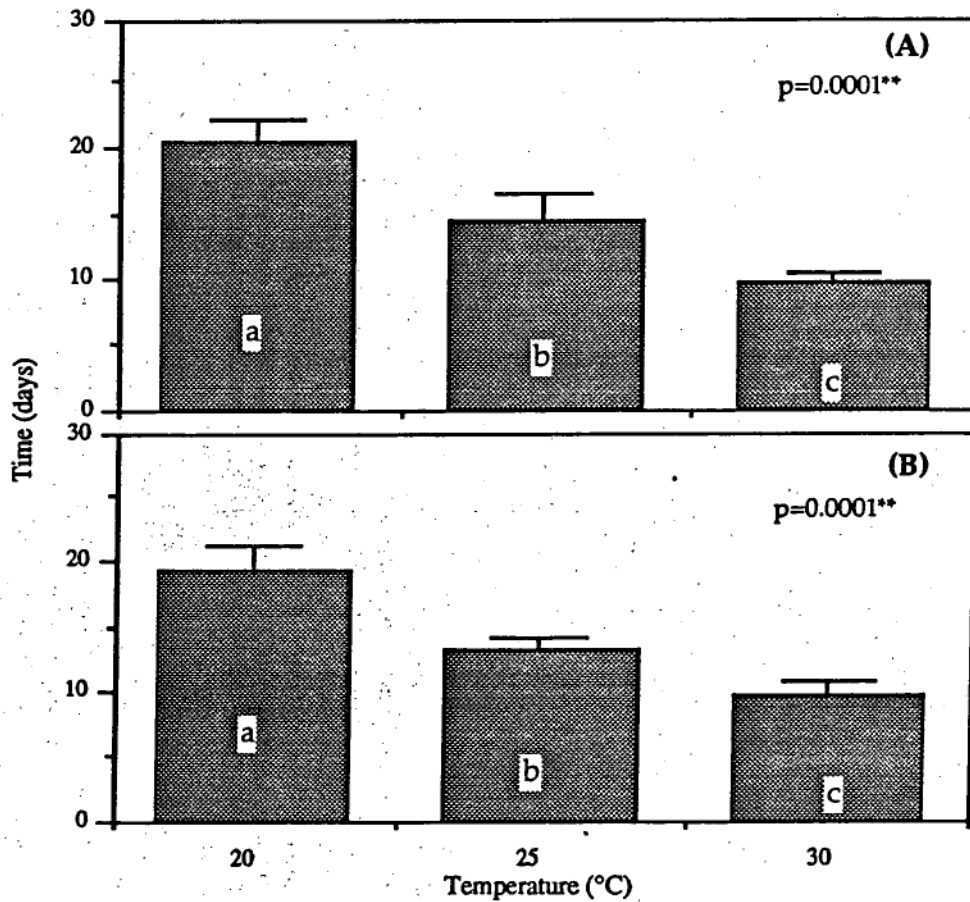 30
(A)
p=0.0001**
20
10
0
a
b
c
Time (days)
30
(B)
p=0.0001**
20
10
0
a
b
c
20 25 30
Temperature (°C)